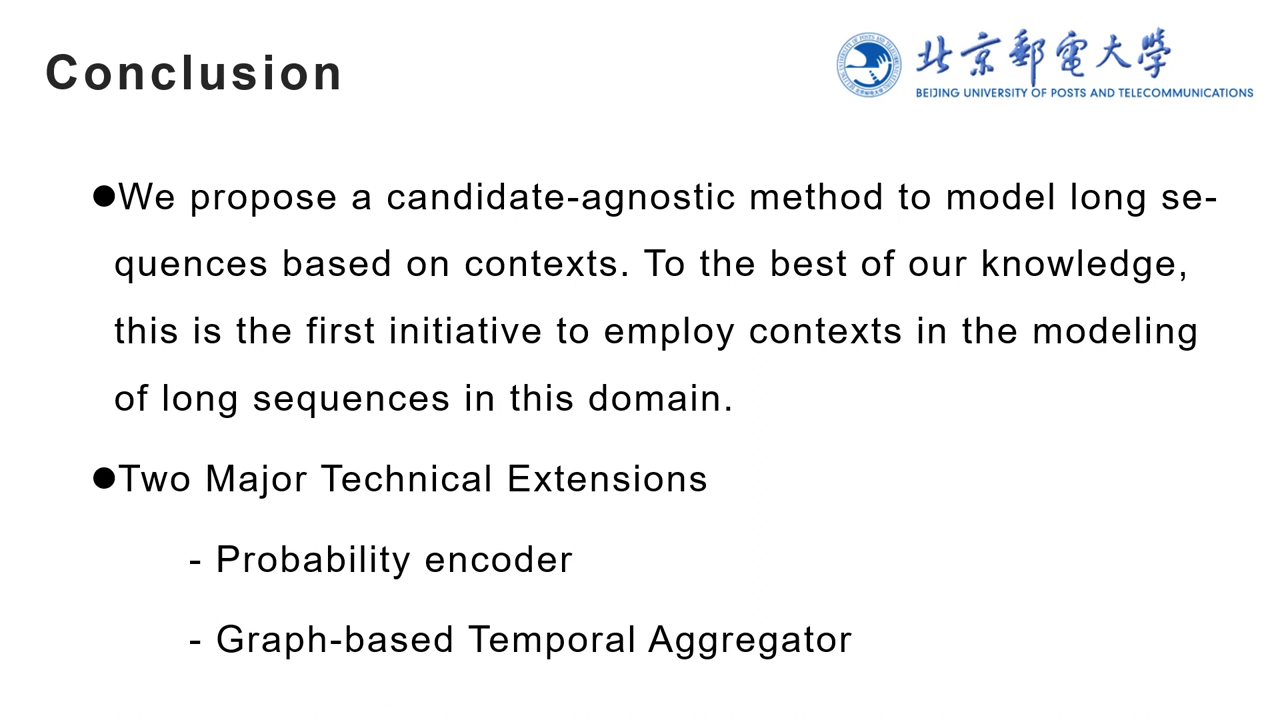 Conclusion
北京郵電大學
BEIJING UNIVERSITY OF POSTS AND TELECOMMUNICATIONS
●We propose a candidate-agnostic method to model long se-
quences based on contexts. To the best of our knowledge,
this is the first initiative to employ contexts in the modeling
of long sequences in this domain.
●Two Major Technical Extensions
- Probability encoder
- Graph-based Temporal Aggregator